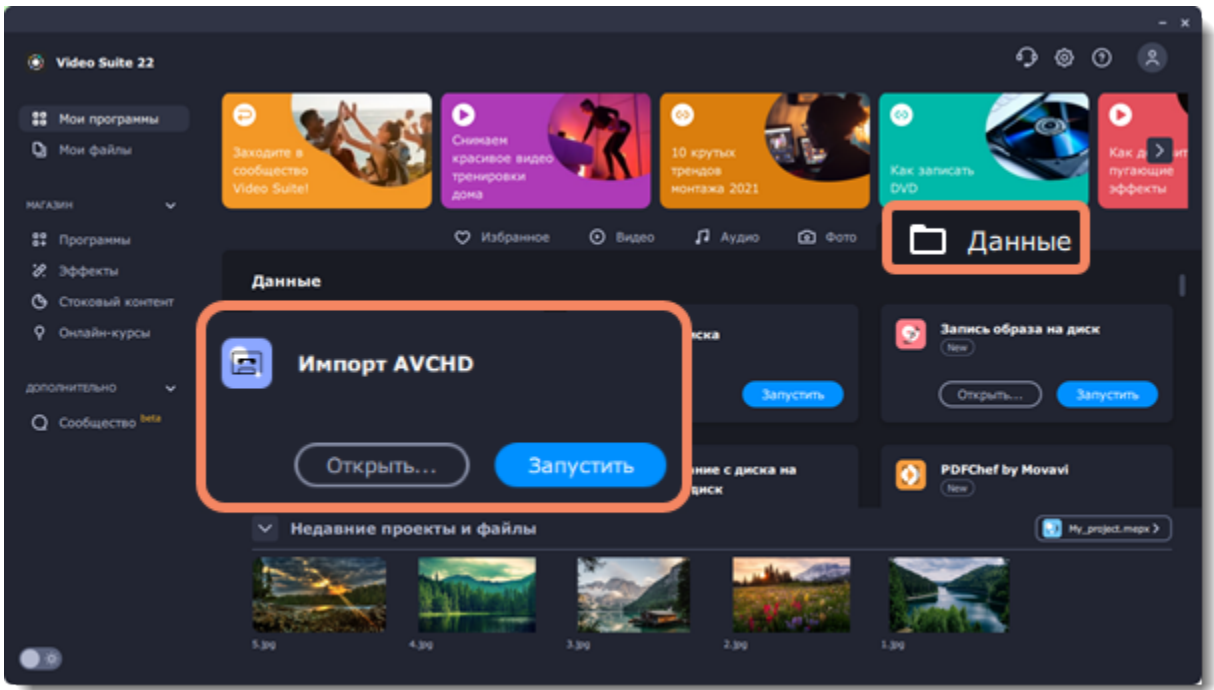 Video Suite 22
Мои программы
Мои файлы
МАГАЗИН
Программы
Эффекты
Стоковый контент
Онлайн-курсы
ДОПОЛНИТЕЛЬНО
Сообщество beta
Заходите в
сообщество
Video Suite!
Снимаем
красивое видео
тренировки
дома
10 крутых
трендов
монтажа 2021
Как записать
DVD
Как
пугающие
эффекты
Избранное
Видео
Аудио
Фото
Данные
Данные
Импорт AVCHD
Открыть...
Запустить
Запустить
Запись образа на диск
New
Открыть...
Запустить
с диска на
диск
PDFChef by Movavi
New
Недавние проекты и файлы
My_project.mepx
5.jpg
4.jpg
3.jpg
2.jpg
1.jpg